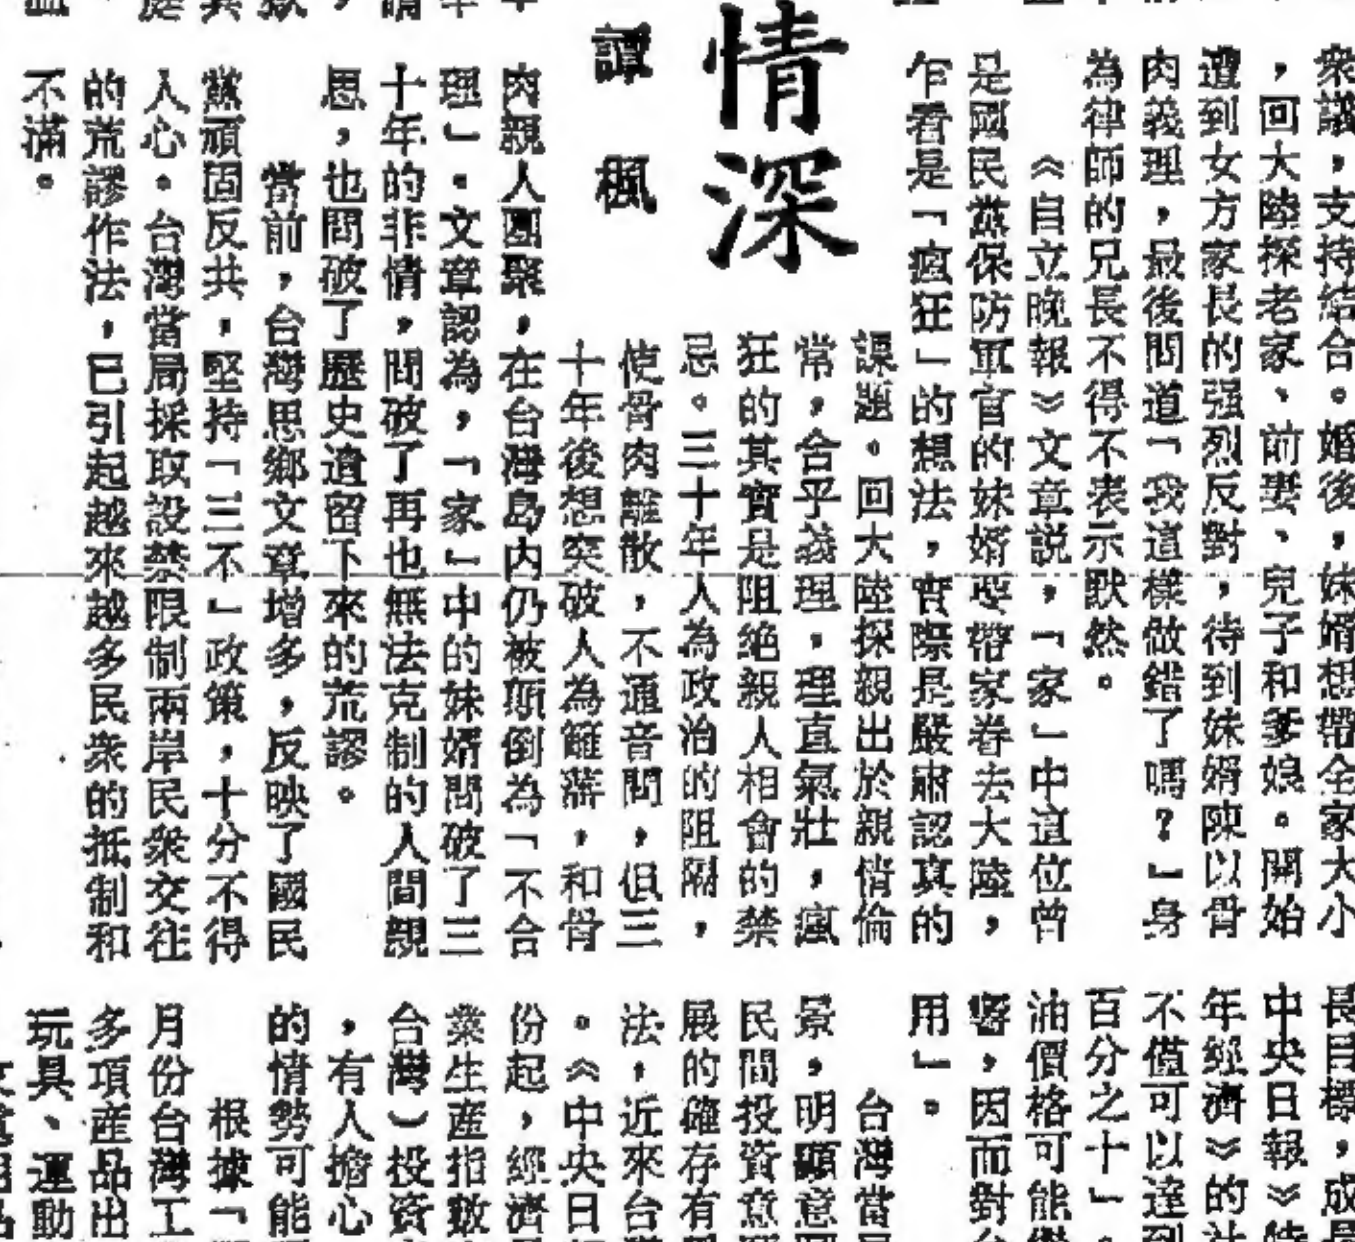 情深
譚楓
衆議，支持結合。婚後，妹婿想帶全家大小
，回大陸探老家、前妻、兒子和爹娘。開始
遭到女方家長的强烈反對，待到妹婿陳以骨
肉義理，最後問道「我這樣做錯了嗎？」身
為律師的兄長不得不表示默然。
《自立晚報》文章説，「家」中這位曾
是國民黨保防軍官的妹婿要帶家眷去大陸，
乍看是「瘋狂」的想法，實際是嚴肅認真的
課題。回大陸探親出於親情倫
常，合乎義理，理直氣壯，瘋
狂的其實是阻絶親人相會的禁
忌。三十年人為政治的阻隔，
使骨肉離散，不通音問，但三
十年後想突破人為籬藩，和骨
肉親人團聚，在台灣島内仍被顛倒為「不合
理」。文章認為，「家」中的妹婿問破了三
十年的非情，問破了再也無法克制的人間親
思，也問破了歷史遺留下來的荒謬。
當前，台灣思鄉文章增多，反映了國民
黨頑固反共，堅持「三不」政策，十分不得
人心。台灣當局採取設禁限制兩岸民衆交往
的荒謬作法，已引起越來越多民衆的抵制和
不滿。
長目標，成
中央日報》特
年經濟》的社
不僅可以達到
百分之十」。
油價格可能
響，因而對台
用」。
台灣當
景，明顯意
民間投資意
展的確存有
法，近來台
。《中央日
份起，經濟
業生産指數
台灣）投資
，有人擔心
的情勢可能
根據「
月份台灣工
多項産品出
玩具、運動